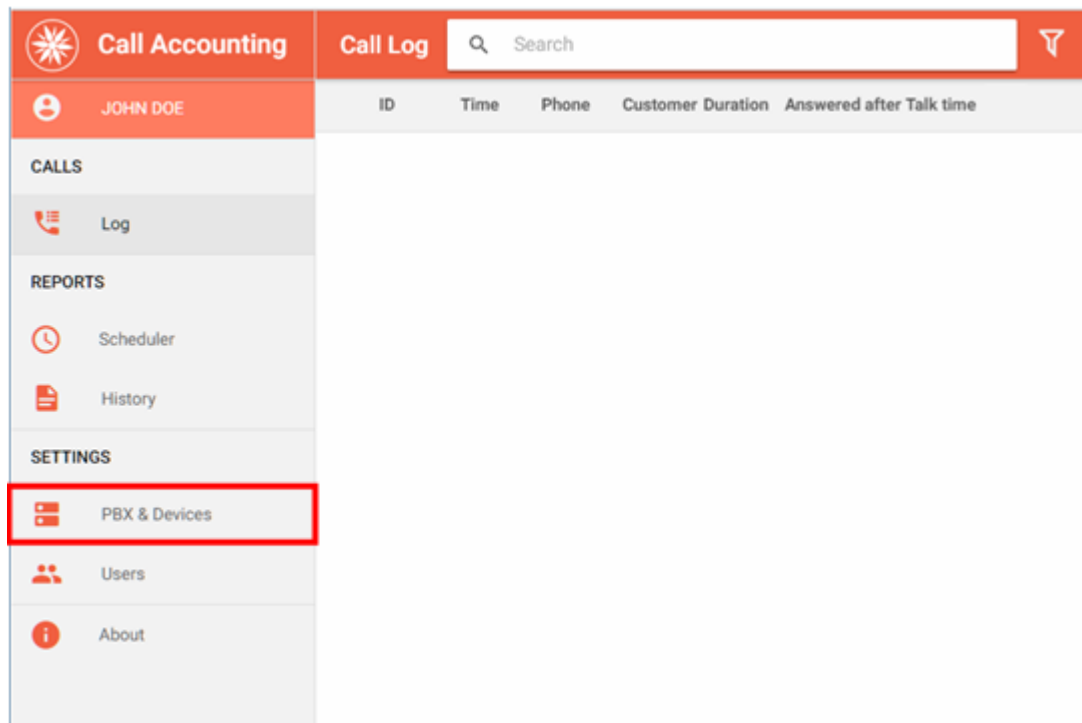 Call Accounting
Call Log
Search
JOHN DOE
ID Time Phone Customer Duration Answered after Talk time
CALLS
Log
REPORTS
Scheduler
History
SETTINGS
PBX & Devices
Users
About